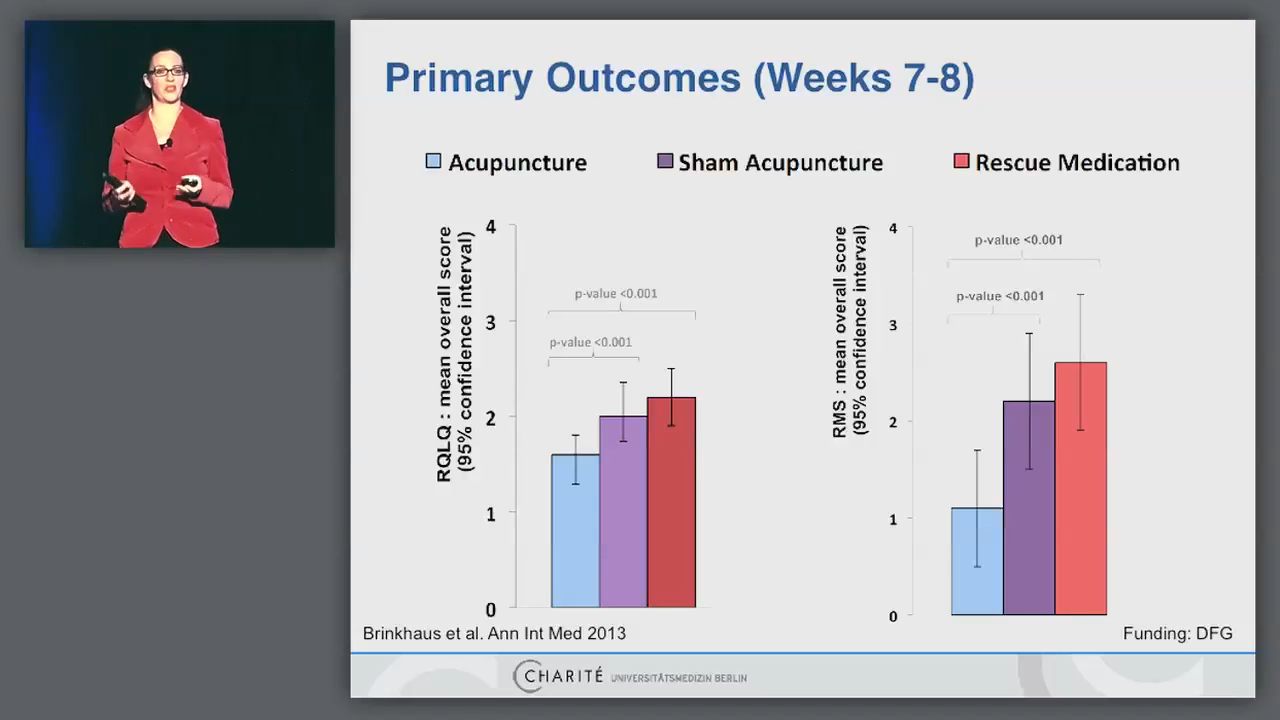 Primary Outcomes (Weeks 7-8)
Acupuncture
Sham Acupuncture
Rescue Medication
RQLQ : mean overall score
(95% confidence interval)
4
3
2
1
0
p-value <0.001
p-value <0.001
RMS : mean overall score
(95% confidence interval)
4
3
2
1
0
p-value <0.001
p-value <0.001
Brinkhaus et al. Ann Int Med 2013
Funding: DFG
CHARITÉ UNIVERSITÄTSMEDIZIN BERLIN